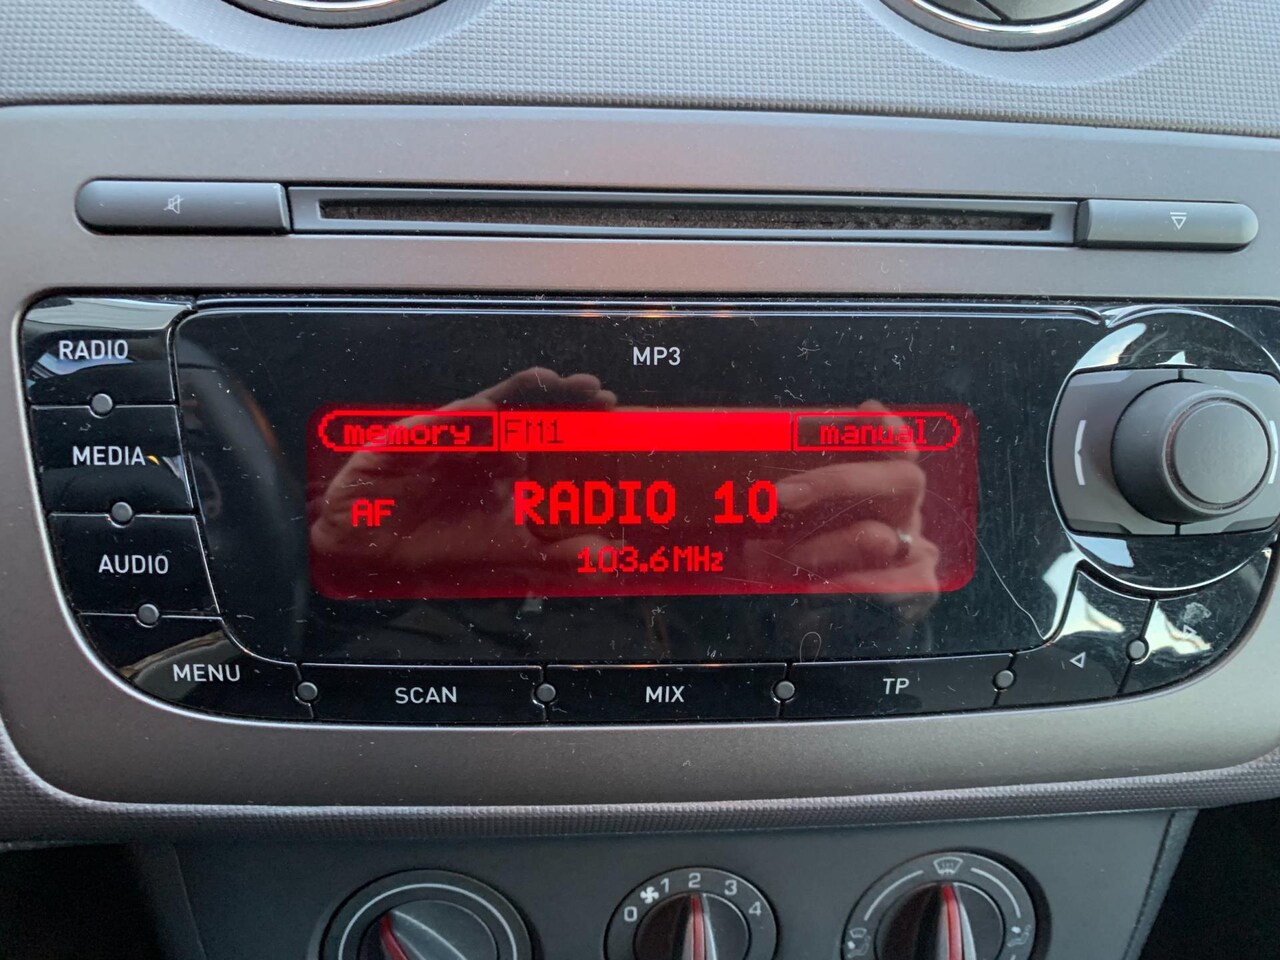 RADIO
MP3
memory FM1 manual
MEDIA
AF RADIO 10
103.6MHz
AUDIO
MENU
SCAN
MIX
TP
0 1 2 3 4